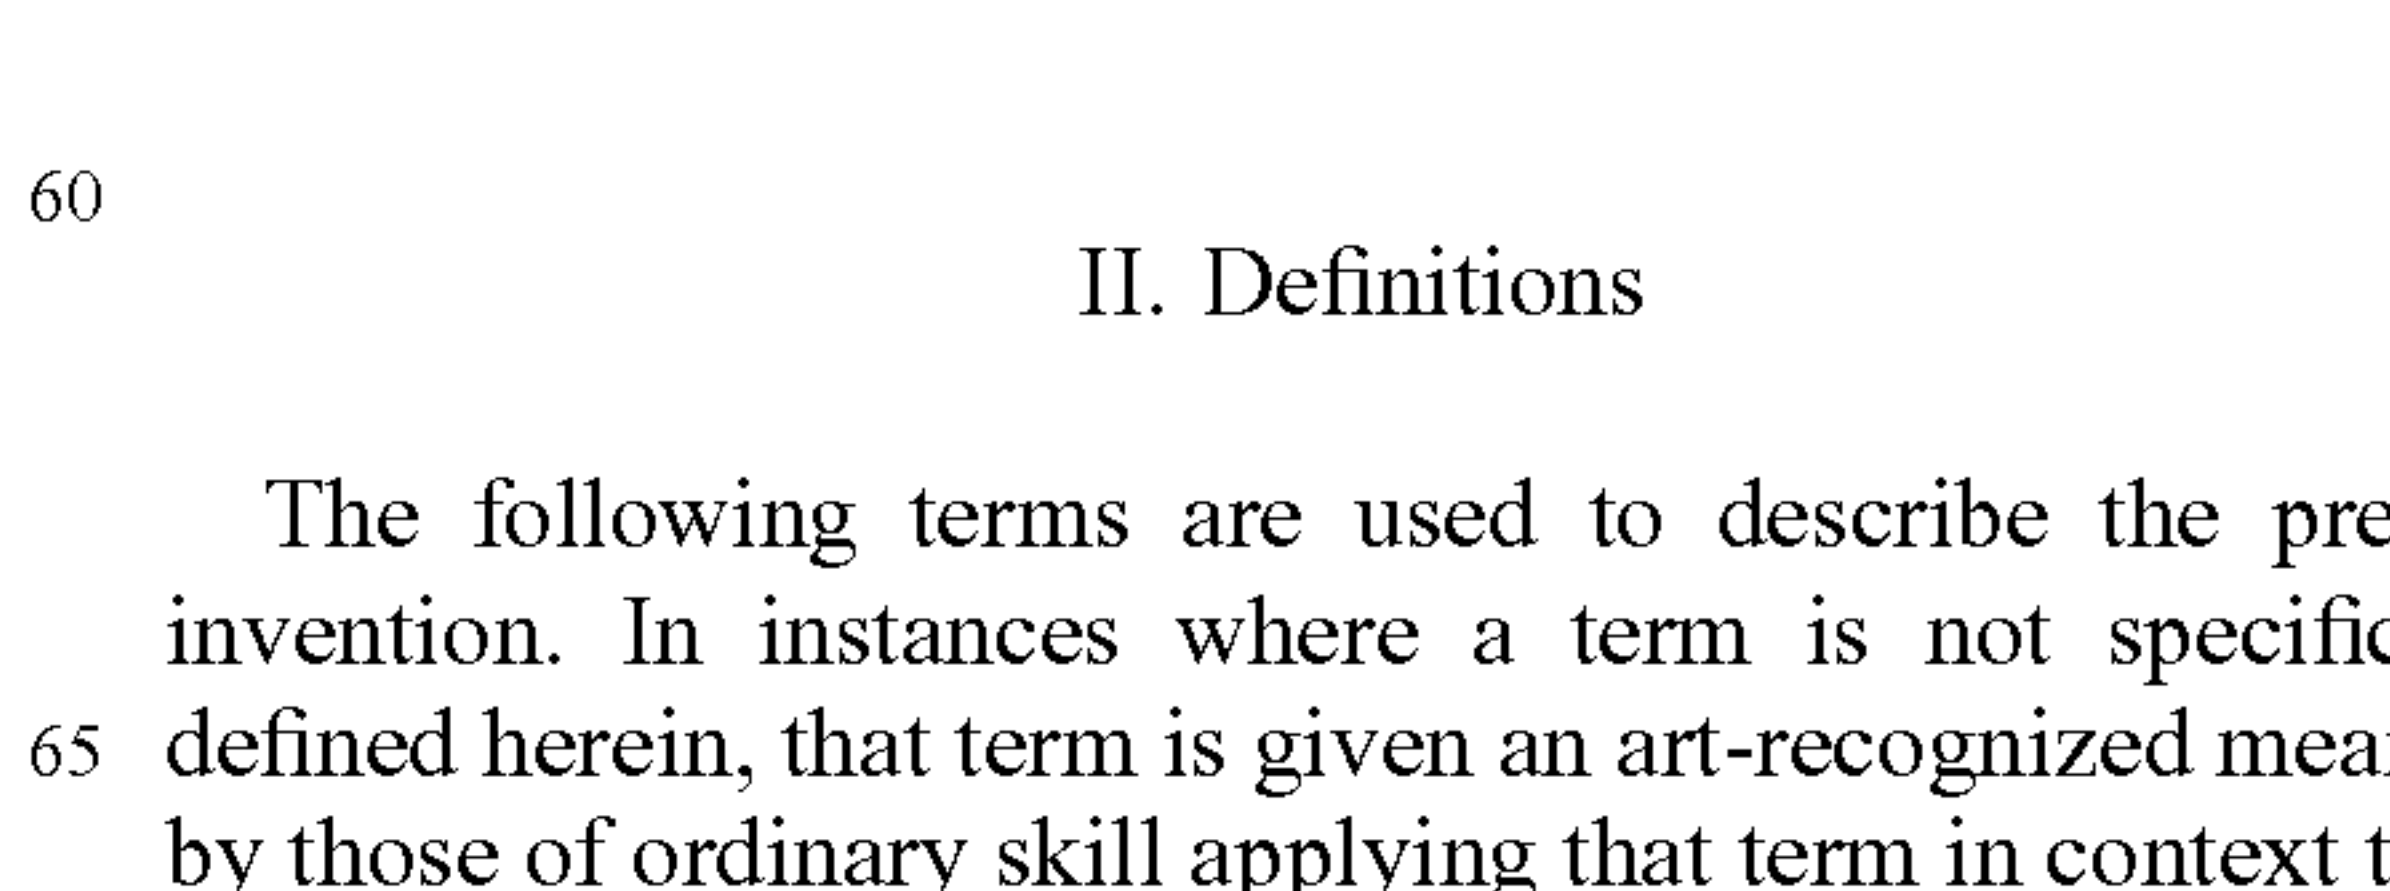 60
II. Definitions
The following terms are used to describe the
invention. In instances where a term is not
65 defined herein, that term is given an art-recognized
by those of ordinary skill applying that term in context